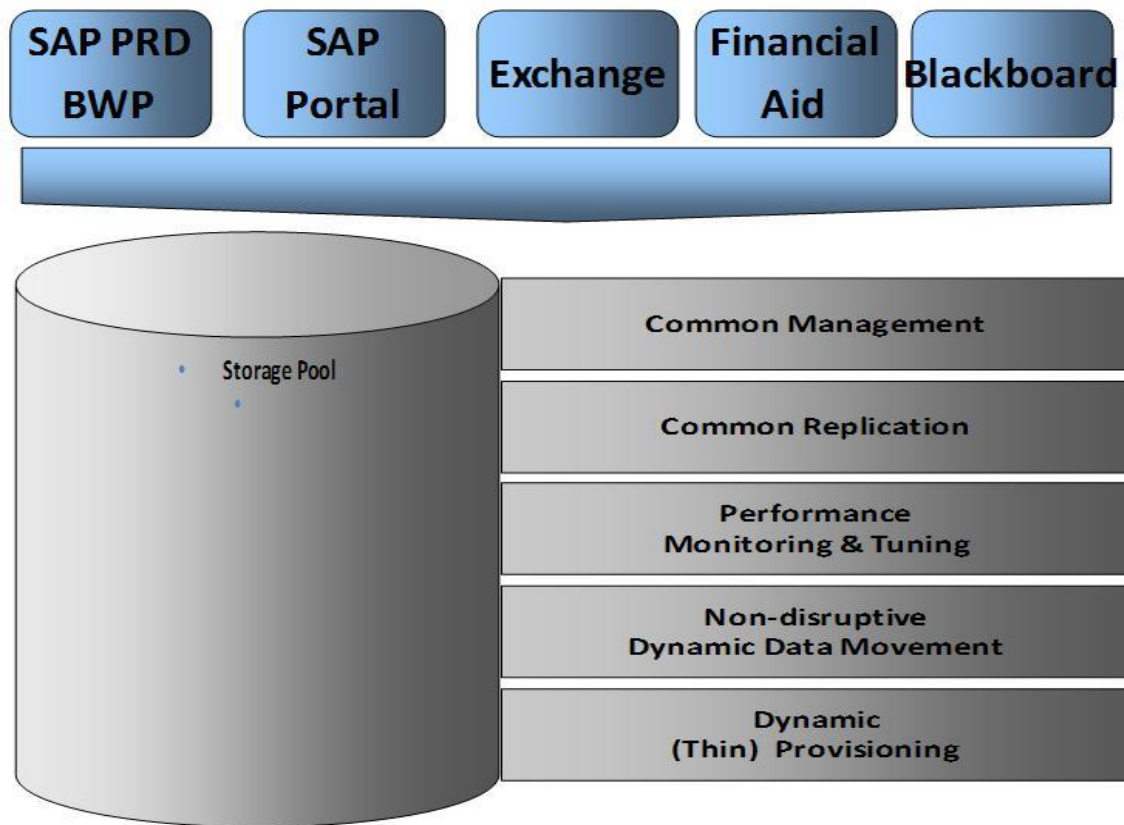 SAP PRD
BWP
SAP
Portal
Exchange
Financial
Aid
Blackboard
• Storage Pool
•
Common Management
Common Replication
Performance
Monitoring & Tuning
Non-disruptive
Dynamic Data Movement
Dynamic
(Thin) Provisioning